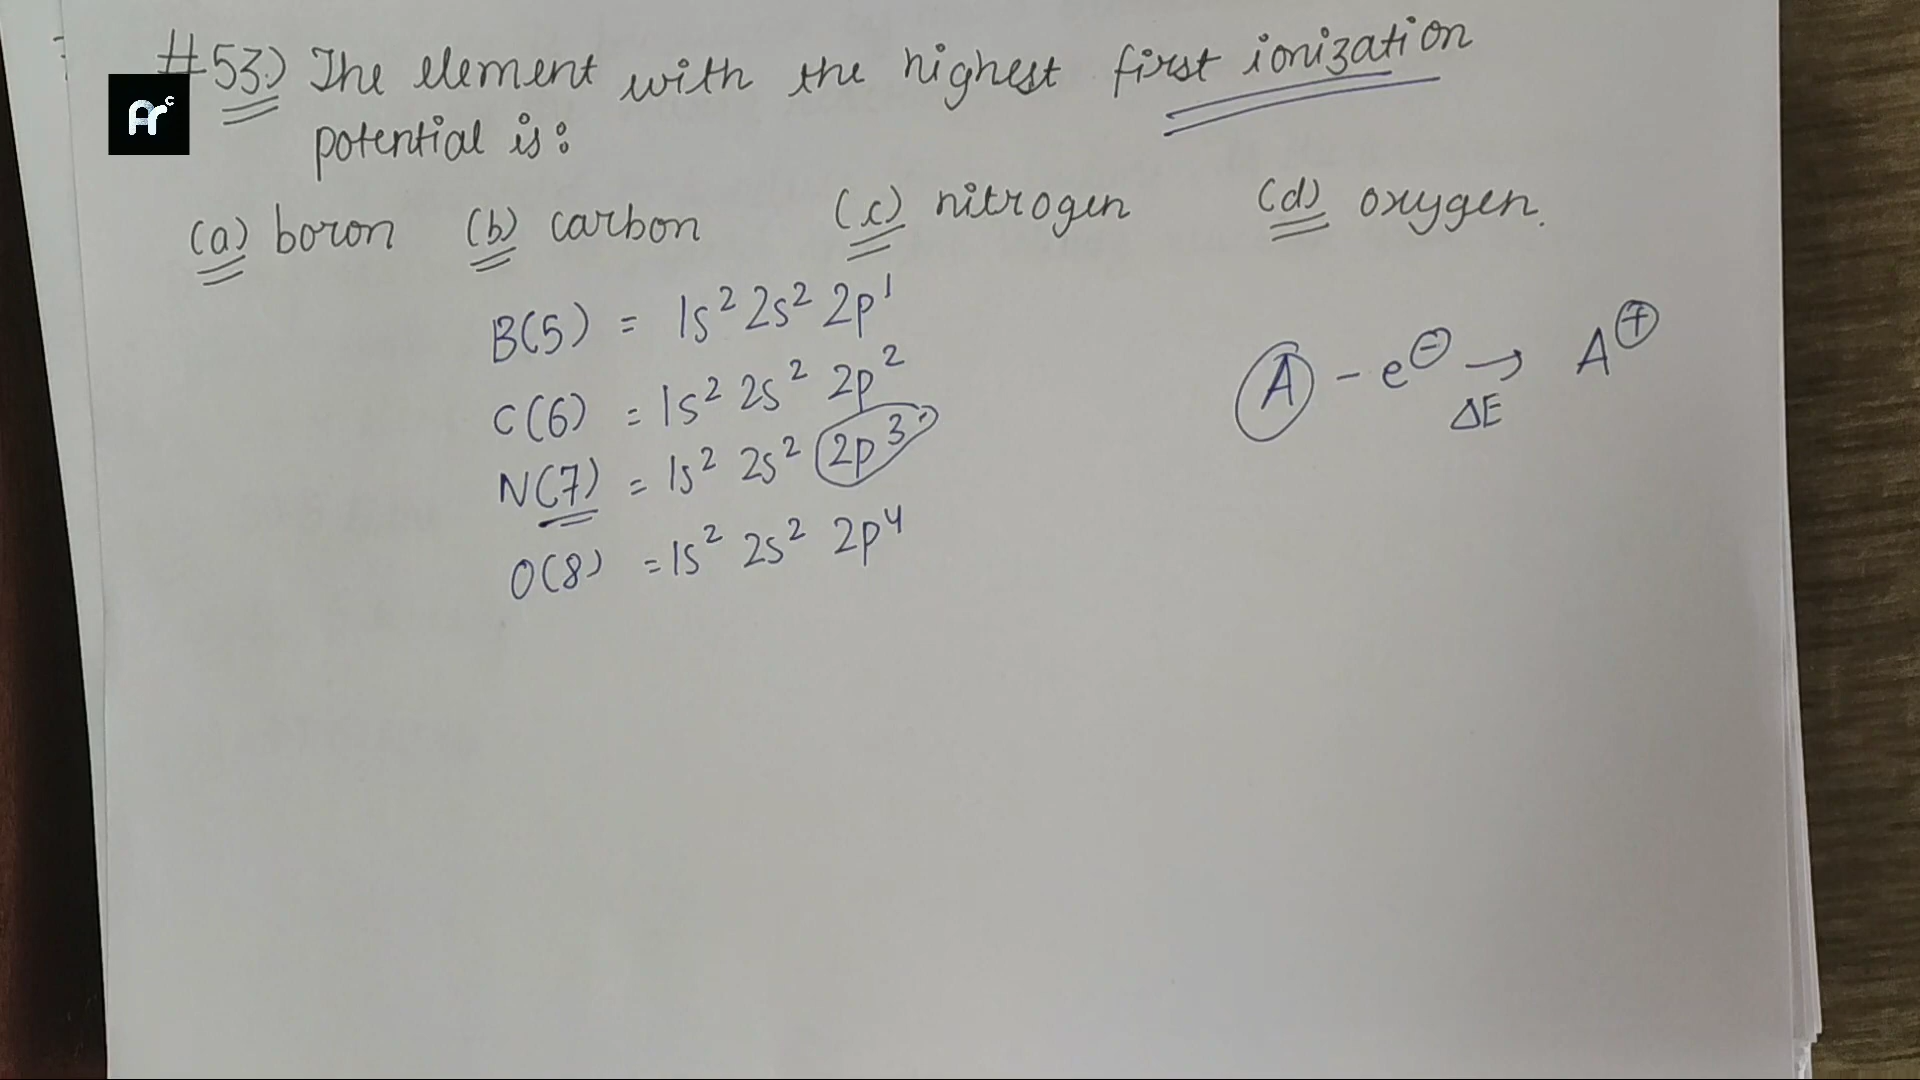 #53.) The element with the highest first ionization
potential is:
(a) boron (b) carbon (c) nitrogen (d) oxygen.
B(5) = 1s² 2s² 2p¹
C(6) = 1s² 2s² 2p²
N(7) = 1s² 2s² 2p³
O(8) = 1s² 2s² 2p⁴
A - e⊖ → A⊕
ΔE
Arc